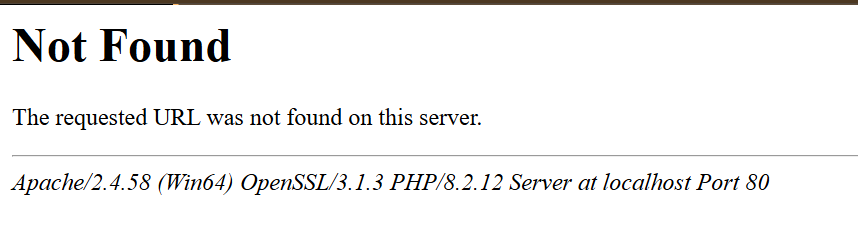 Not Found
The requested URL was not found on this server.
Apache/2.4.58 (Win64) OpenSSL/3.1.3 PHP/8.2.12 Server at localhost Port 80